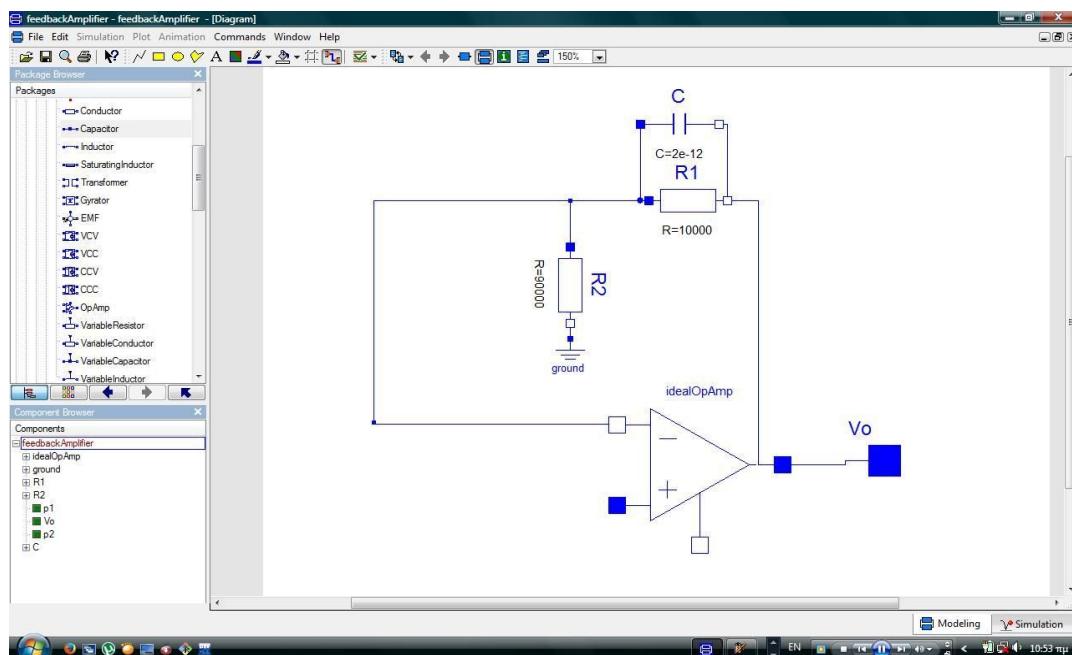 feedbackAmplifier - feedbackAmplifier - [Diagram]
File Edit Simulation Plot Animation Commands Window Help
150%
Package Browser
Packages
Conductor
Capacitor
Inductor
SaturatingInductor
Transformer
Gyrator
EMF
VCV
VCC
CCV
CCC
OpAmp
VariableResistor
VariableConductor
VariableCapacitor
VariableInductor
Component Browser
Components
feedbackAmplifier
idealOpAmp
ground
R1
R2
p1
Vo
p2
C
C
C=2e-12
R1
R=10000
R=90000
R2
ground
idealOpAmp
Vo
Modeling
Simulation
EN
10:53 πμ